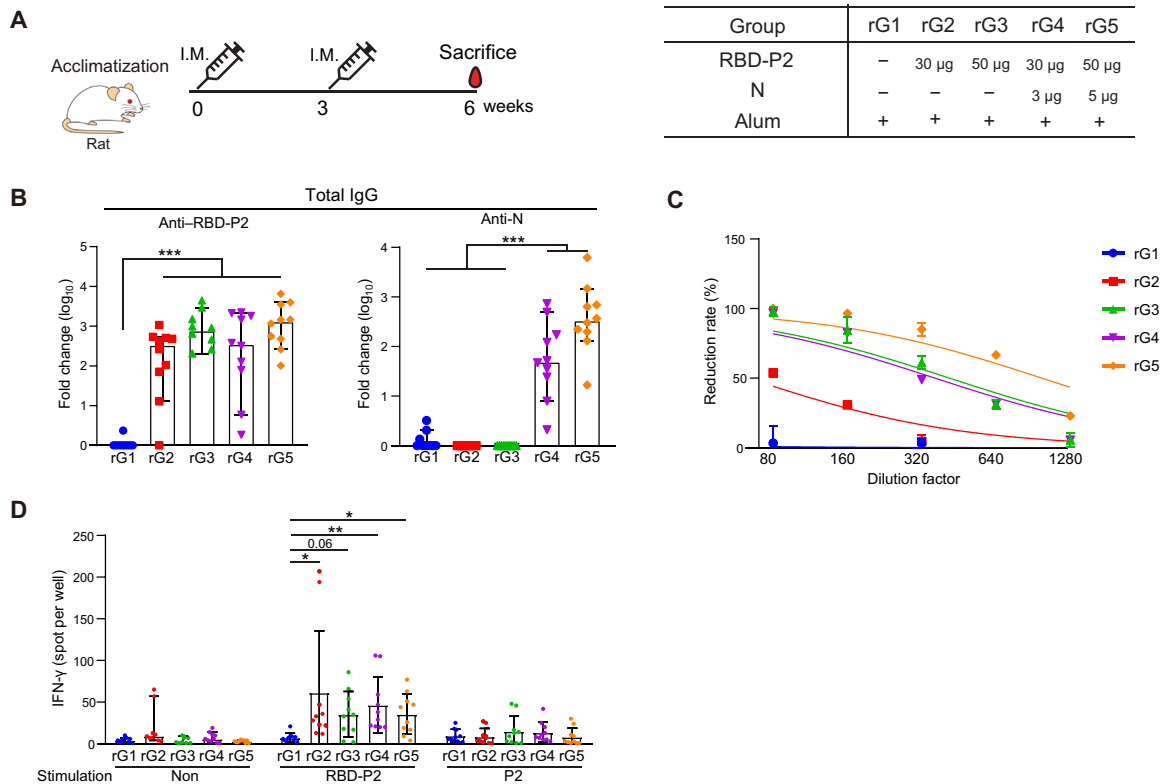 A
Acclimatization
Rat
I.M.
I.M.
Sacrifice
0
3
6 weeks
Group rG1 rG2 rG3 rG4 rG5
RBD-P2 – 30 µg 50 µg 30 µg 50 µg
N – – – 3 µg 5 µg
Alum + + + + +
B
Total IgG
Anti–RBD-P2
***
Fold change (log10)
5
4
3
2
1
0
rG1 rG2 rG3 rG4 rG5
Anti-N
***
Fold change (log10)
4
3
2
1
0
rG1 rG2 rG3 rG4 rG5
C
Reduction rate (%)
150
100
50
0
80 160 320 640 1280
Dilution factor
rG1
rG2
rG3
rG4
rG5
D
IFN-γ (spot per well)
250
200
150
100
50
0
*
**
0.06
*
rG1 rG2 rG3 rG4 rG5 rG1 rG2 rG3 rG4 rG5 rG1 rG2 rG3 rG4 rG5
Stimulation Non RBD-P2 P2